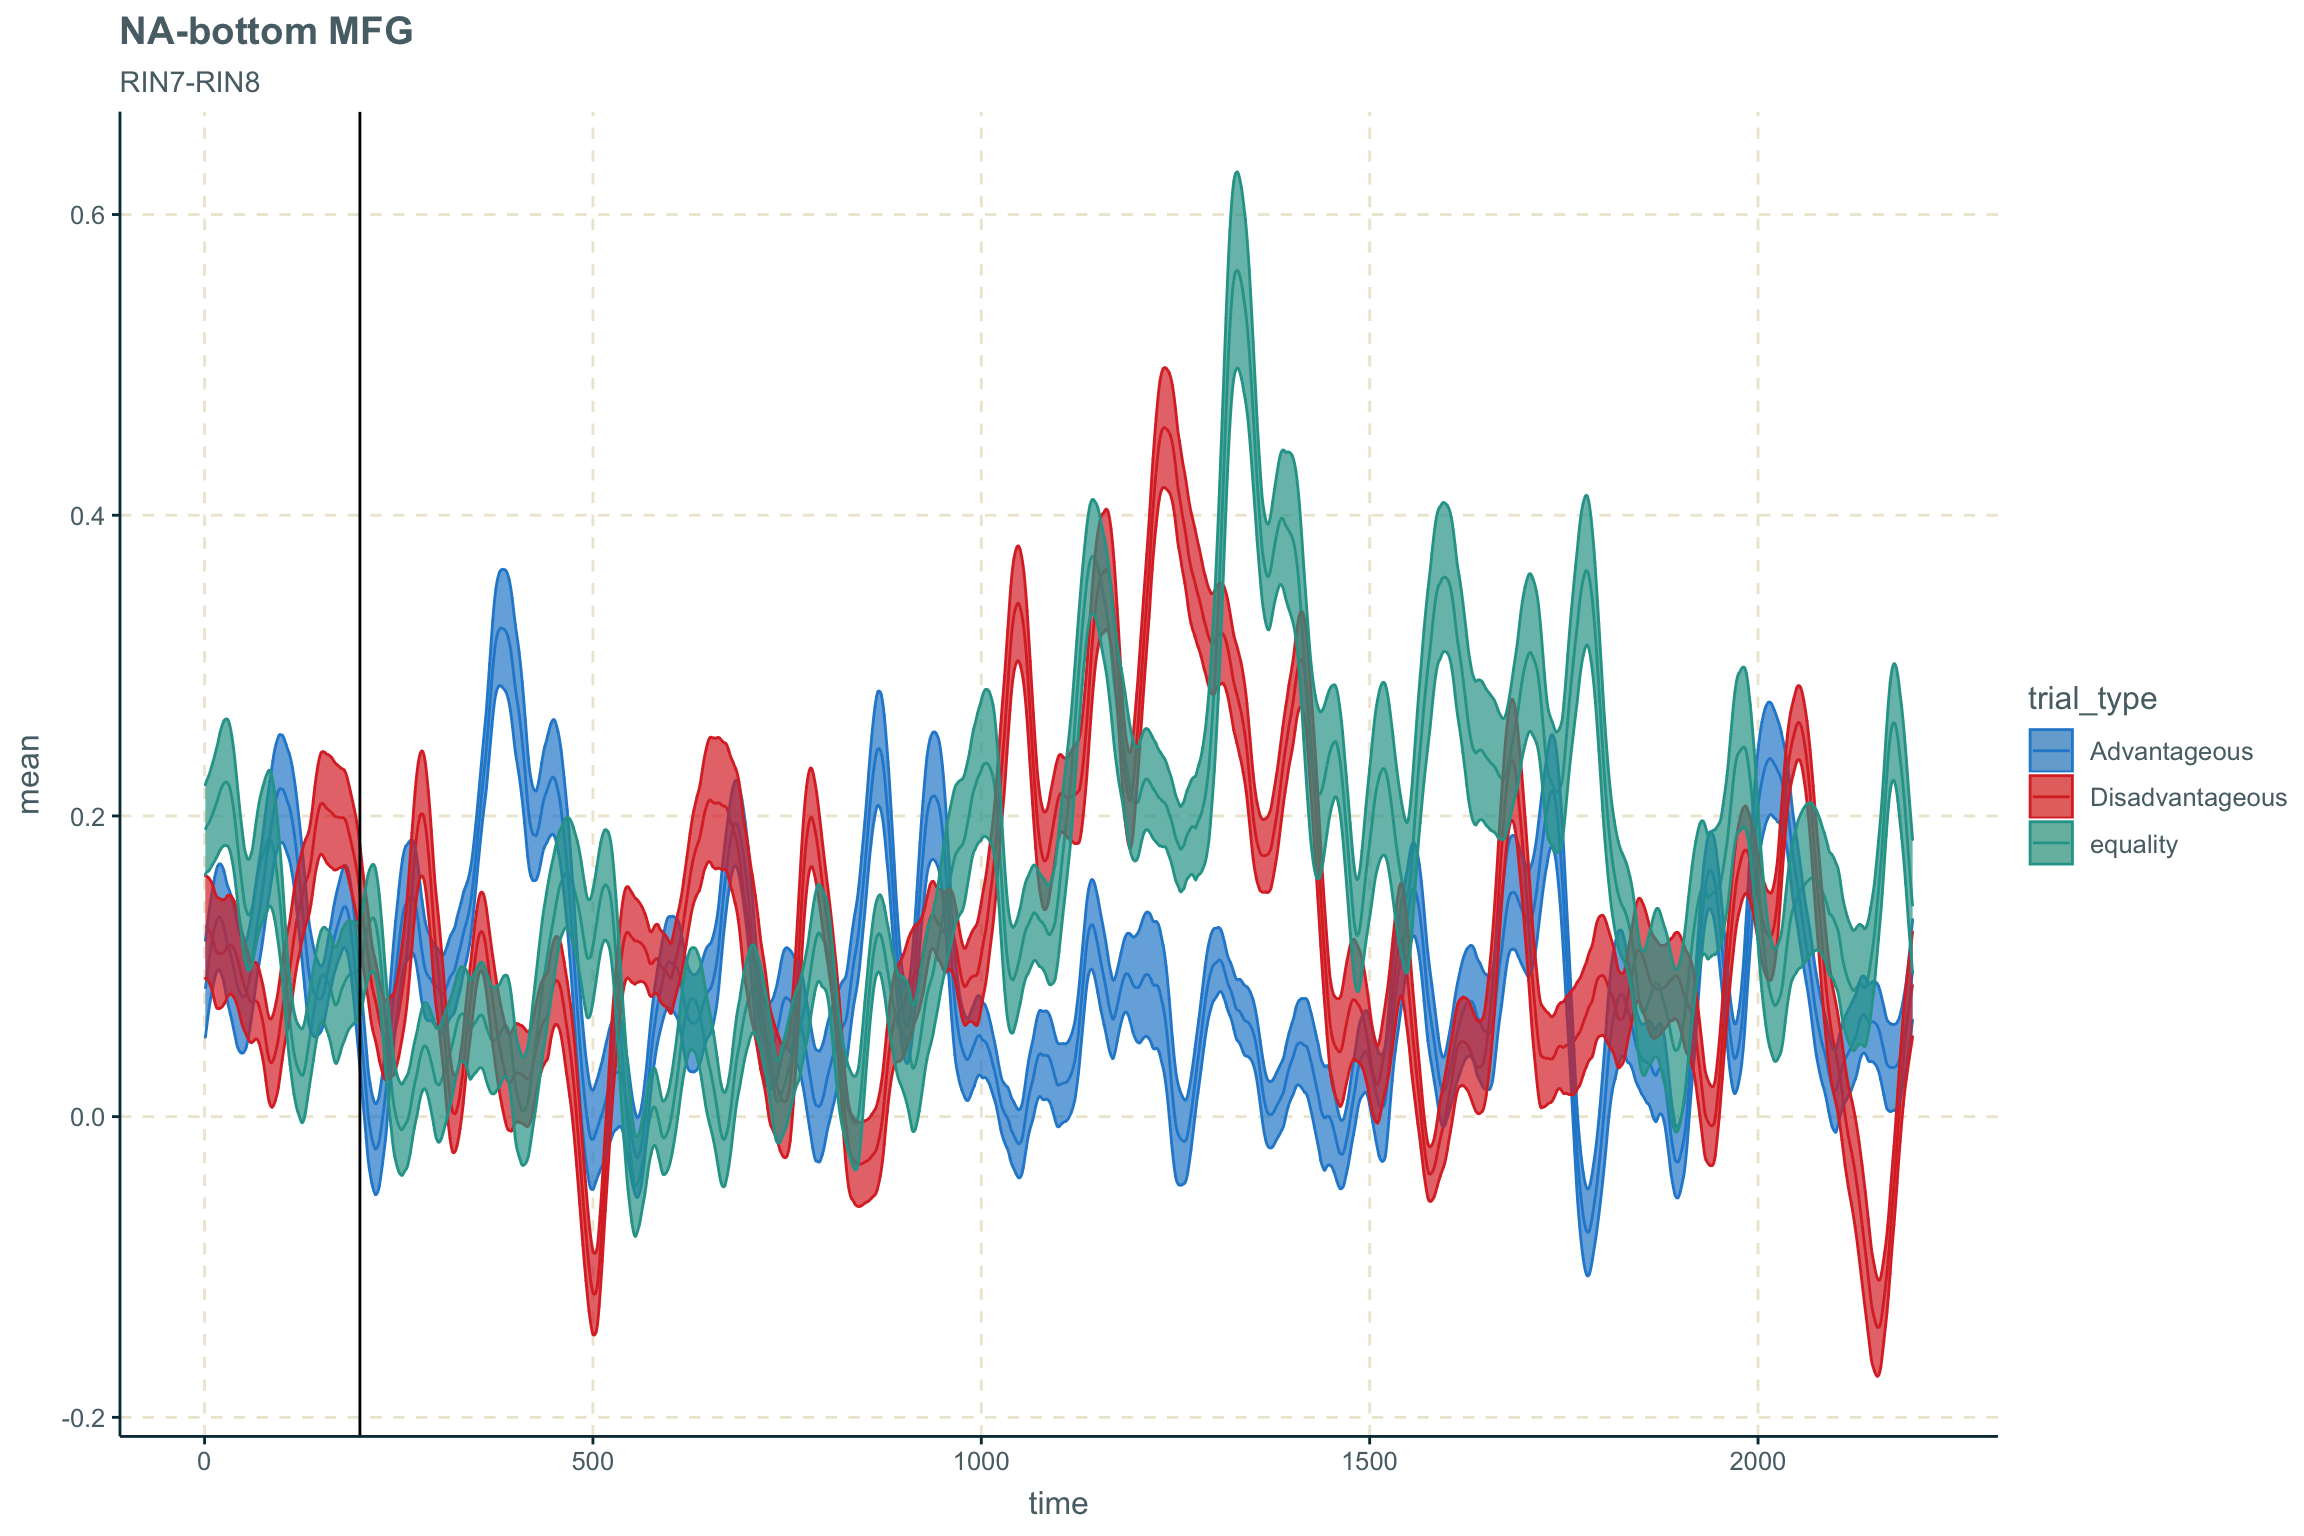 NA-bottom MFG
RIN7-RIN8
mean
0.6
0.4
0.2
0.0
-0.2
0
500
1000
1500
2000
time
trial_type
Advantageous
Disadvantageous
equality